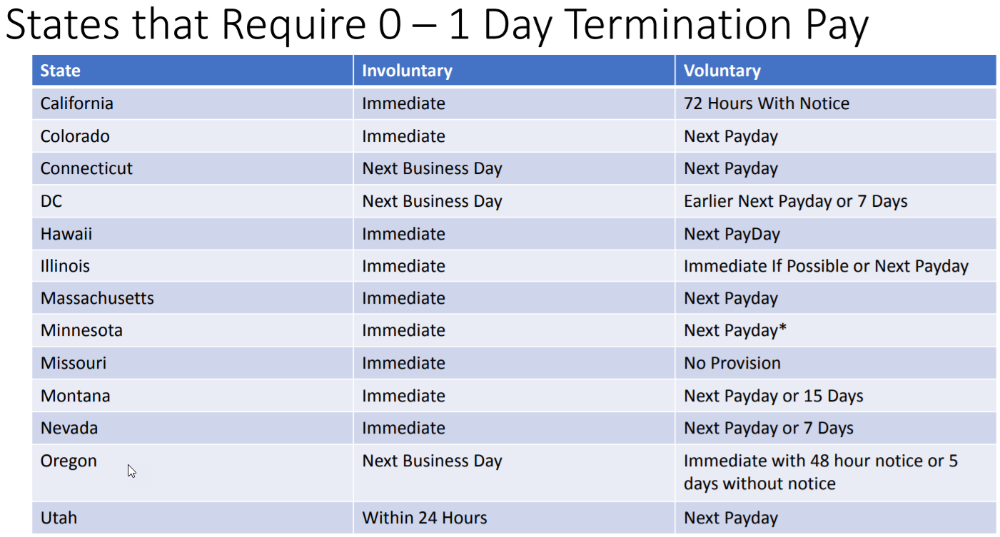 States that Require 0 – 1 Day Termination Pay
State Involuntary Voluntary
California Immediate 72 Hours With Notice
Colorado Immediate Next Payday
Connecticut Next Business Day Next Payday
DC Next Business Day Earlier Next Payday or 7 Days
Hawaii Immediate Next PayDay
Illinois Immediate Immediate If Possible or Next Payday
Massachusetts Immediate Next Payday
Minnesota Immediate Next Payday*
Missouri Immediate No Provision
Montana Immediate Next Payday or 15 Days
Nevada Immediate Next Payday or 7 Days
Oregon Next Business Day Immediate with 48 hour notice or 5
days without notice
Utah Within 24 Hours Next Payday